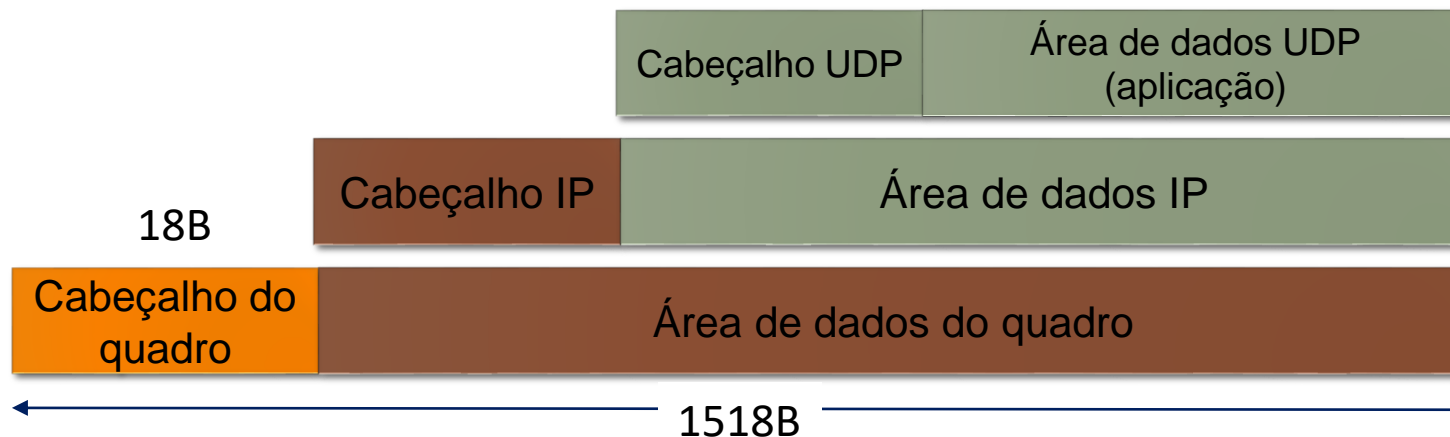 Cabeçalho UDP
Área de dados UDP
(aplicação)
Cabeçalho IP
Área de dados IP
18B
Cabeçalho do
quadro
Área de dados do quadro
1518B